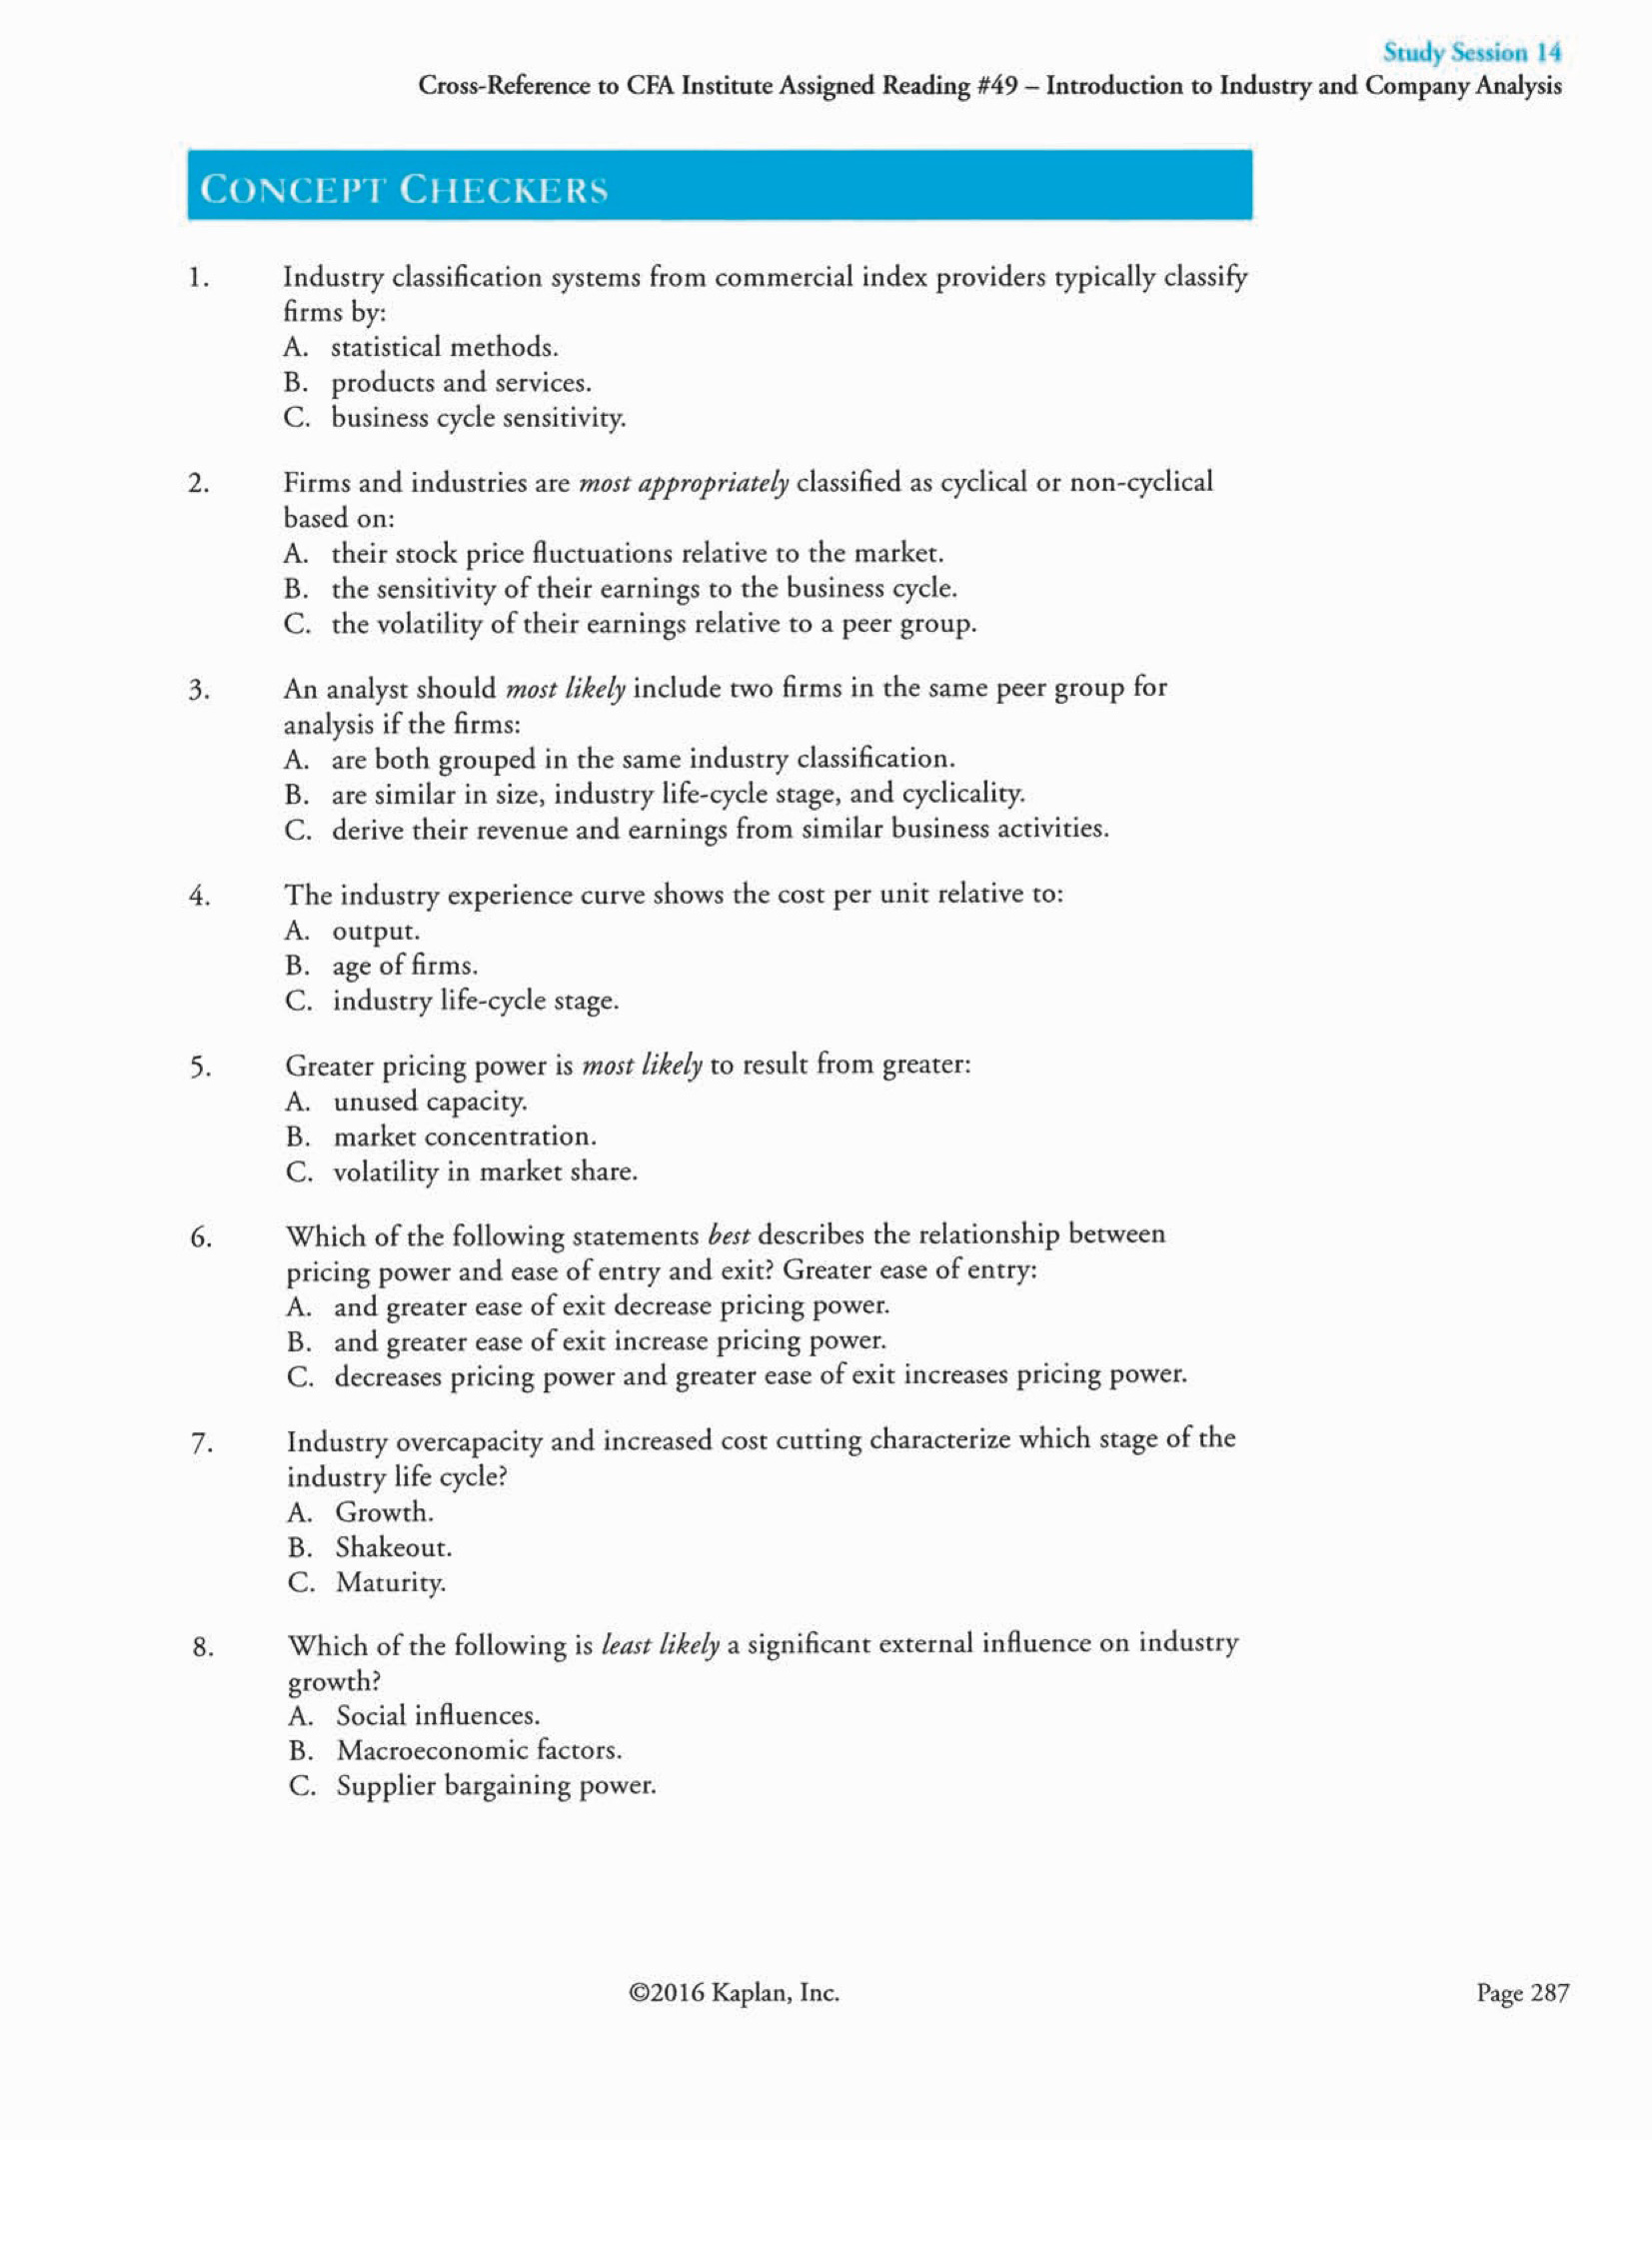 Study Session 14
Cross-Reference to CFA Institute Assigned Reading #49 – Introduction to Industry and Company Analysis
CONCEPT CHECKERS
1. Industry classification systems from commercial index providers typically classify
firms by:
A. statistical methods.
B. products and services.
C. business cycle sensitivity.
2. Firms and industries are most appropriately classified as cyclical or non-cyclical
based on:
A. their stock price fluctuations relative to the market.
B. the sensitivity of their earnings to the business cycle.
C. the volatility of their earnings relative to a peer group.
3. An analyst should most likely include two firms in the same peer group for
analysis if the firms:
A. are both grouped in the same industry classification.
B. are similar in size, industry life-cycle stage, and cyclicality.
C. derive their revenue and earnings from similar business activities.
4. The industry experience curve shows the cost per unit relative to:
A. output.
B. age of firms.
C. industry life-cycle stage.
5. Greater pricing power is most likely to result from greater:
A. unused capacity.
B. market concentration.
C. volatility in market share.
6. Which of the following statements best describes the relationship between
pricing power and ease of entry and exit? Greater ease of entry:
A. and greater ease of exit decrease pricing power.
B. and greater ease of exit increase pricing power.
C. decreases pricing power and greater ease of exit increases pricing power.
7. Industry overcapacity and increased cost cutting characterize which stage of the
industry life cycle?
A. Growth.
B. Shakeout.
C. Maturity.
8. Which of the following is least likely a significant external influence on industry
growth?
A. Social influences.
B. Macroeconomic factors.
C. Supplier bargaining power.
©2016 Kaplan, Inc.
Page 287